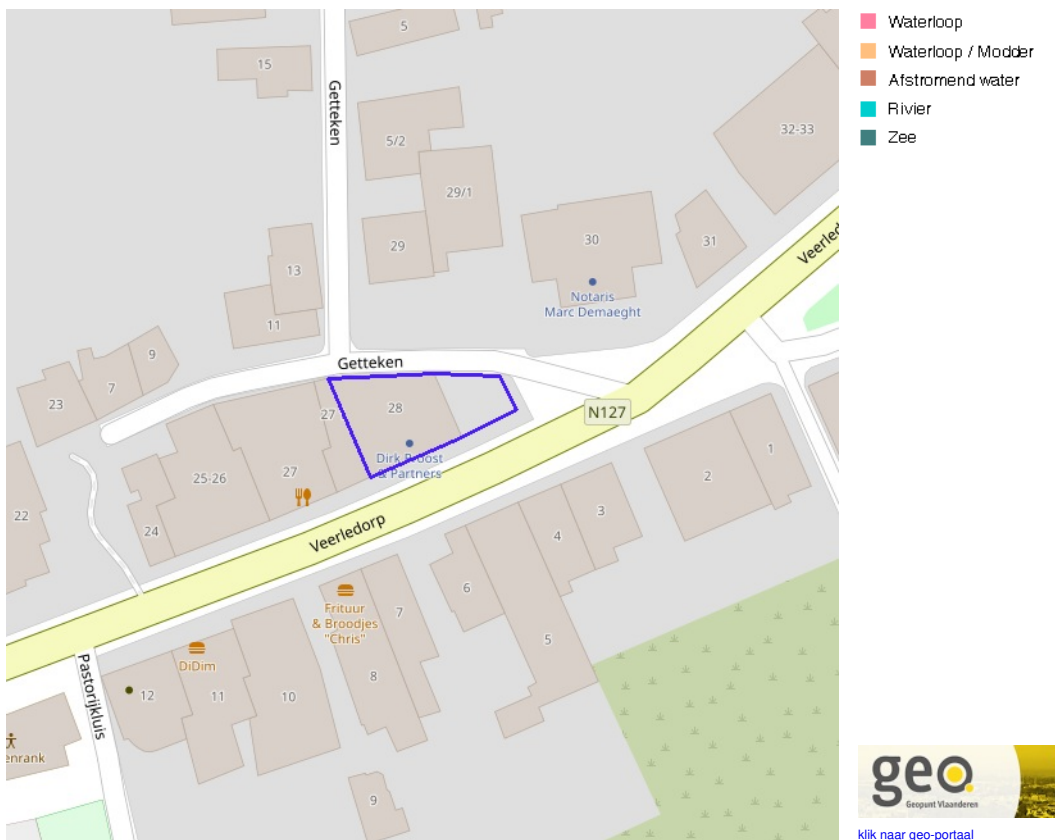 5
15
Getteken
5/2
29/1
32-33
29
30
31
Veerled
13
Notaris
Marc Demaeght
11
9
Getteken
7
23
27
28
N127
Dirk P oost
& Partners
25-26
27
1
2
22
24
Veerledorp
3
4
6
Frituur
& Broodjes
"Chris"
7
5
DiDim
8
Pastorijkluis
12
11
10
enrank
9
Waterloop
Waterloop / Modder
Afstromend water
Rivier
Zee
geo
Geopunt Vlaanderen
klik naar geo-portaal